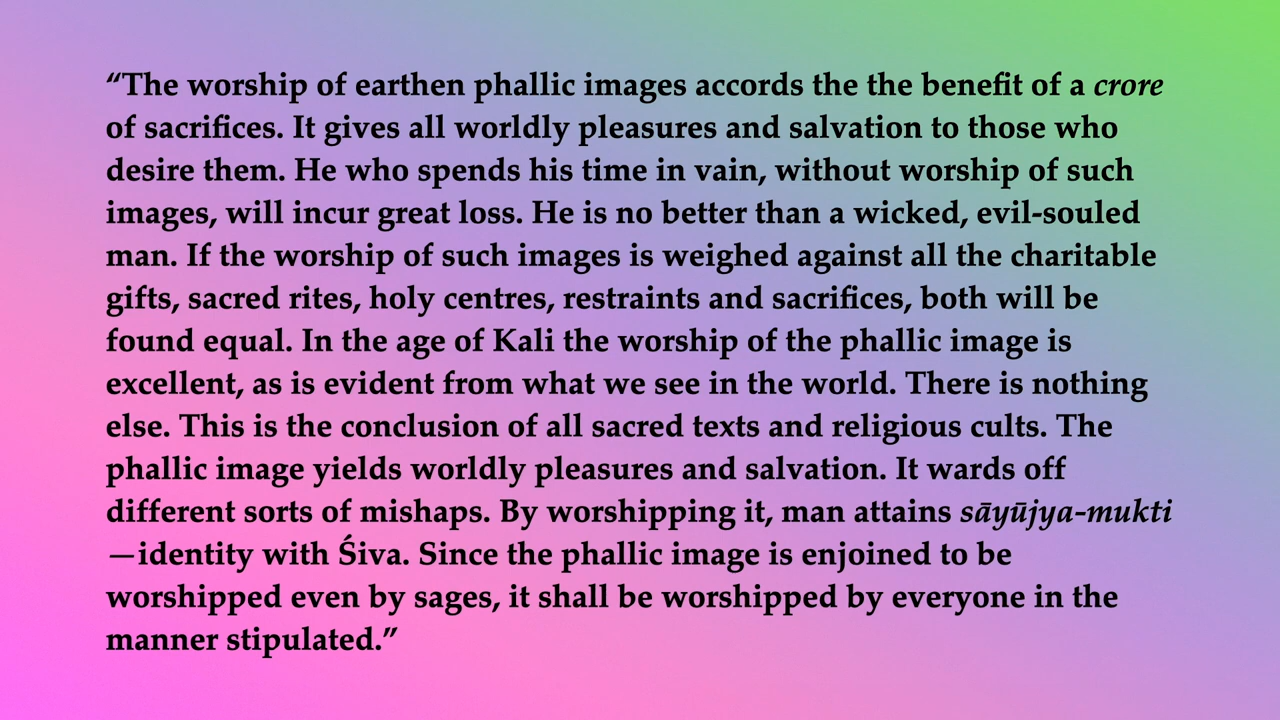 “The worship of earthen phallic images accords the the benefit of a crore
of sacrifices. It gives all worldly pleasures and salvation to those who
desire them. He who spends his time in vain, without worship of such
images, will incur great loss. He is no better than a wicked, evil-souled
man. If the worship of such images is weighed against all the charitable
gifts, sacred rites, holy centres, restraints and sacrifices, both will be
found equal. In the age of Kali the worship of the phallic image is
excellent, as is evident from what we see in the world. There is nothing
else. This is the conclusion of all sacred texts and religious cults. The
phallic image yields worldly pleasures and salvation. It wards off
different sorts of mishaps. By worshipping it, man attains sāyūjya-mukti
—identity with Śiva. Since the phallic image is enjoined to be
worshipped even by sages, it shall be worshipped by everyone in the
manner stipulated.”